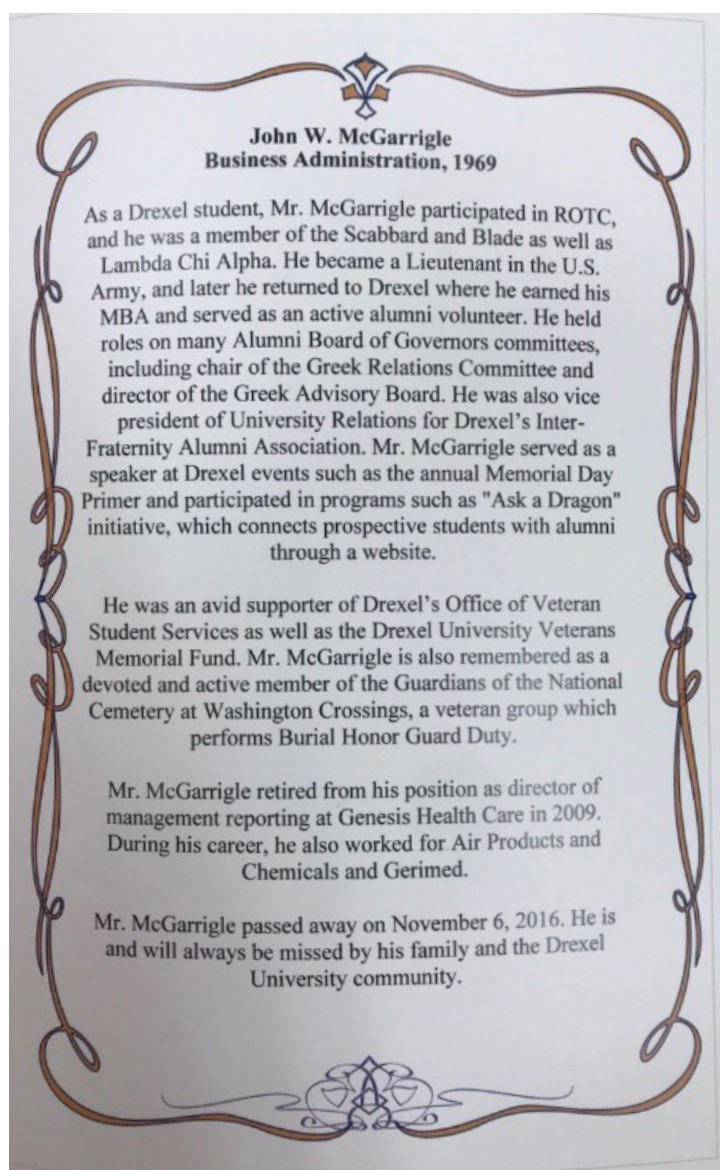 John W. McGarrigle
Business Administration, 1969
As a Drexel student, Mr. McGarrigle participated in ROTC,
and he was a member of the Scabbard and Blade as well as
Lambda Chi Alpha. He became a Lieutenant in the U.S.
Army, and later he returned to Drexel where he earned his
MBA and served as an active alumni volunteer. He held
roles on many Alumni Board of Governors committees,
including chair of the Greek Relations Committee and
director of the Greek Advisory Board. He was also vice
president of University Relations for Drexel's Inter-
Fraternity Alumni Association. Mr. McGarrigle served as a
speaker at Drexel events such as the annual Memorial Day
Primer and participated in programs such as "Ask a Dragon"
initiative, which connects prospective students with alumni
through a website.
He was an avid supporter of Drexel's Office of Veteran
Student Services as well as the Drexel University Veterans
Memorial Fund. Mr. McGarrigle is also remembered as a
devoted and active member of the Guardians of the National
Cemetery at Washington Crossings, a veteran group which
performs Burial Honor Guard Duty.
Mr. McGarrigle retired from his position as director of
management reporting at Genesis Health Care in 2009.
During his career, he also worked for Air Products and
Chemicals and Gerimed.
Mr. McGarrigle passed away on November 6, 2016. He is
and will always be missed by his family and the Drexel
University community.